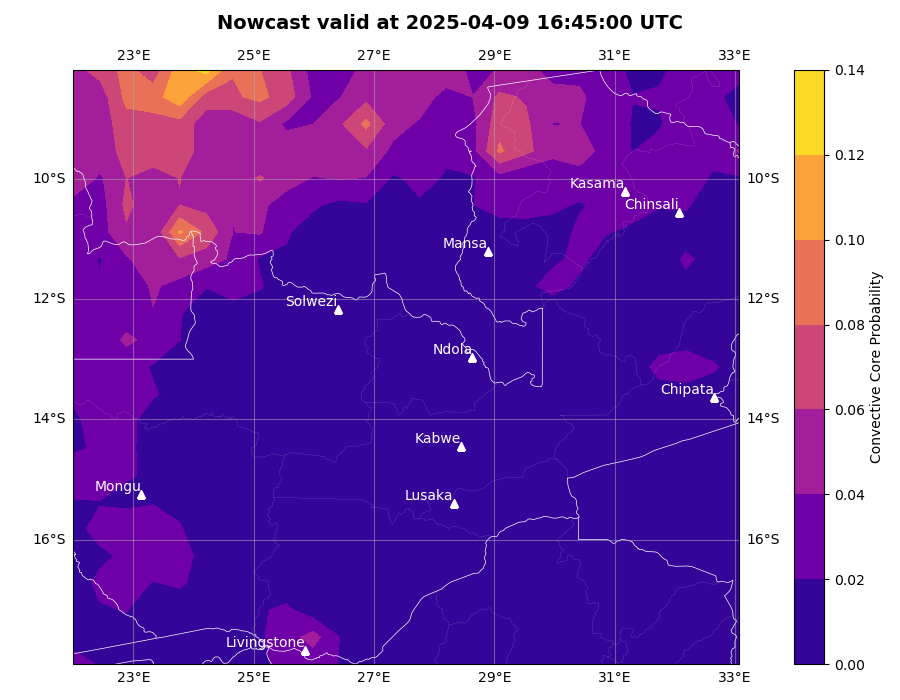 Nowcast valid at 2025-04-09 16:45:00 UTC
23°E 25°E 27°E 29°E 31°E 33°E
0.14
0.12
10°S Kasama 10°S
Chinsali
0.10
Mansa
12°S Solwezi 12°S
0.08
Ndola
Convective Core Probability
Chipata
0.06
14°S 14°S
Kabwe
Mongu Lusaka
0.04
16°S 16°S
0.02
Livingstone
0.00
23°E 25°E 27°E 29°E 31°E 33°E